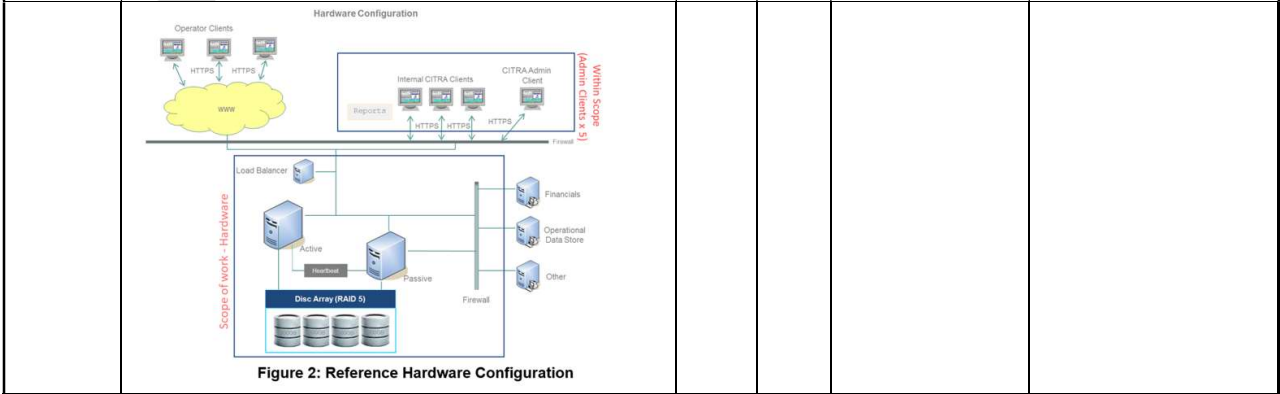 Hardware Configuration
Operator Clients
HTTPS HTTPS
WWW
Internal CITRA Clients
CITRA Admin
Client
Reports
HTTPS HTTPS HTTPS
Within Scope
(Admin Clients x 5)
Firewall
Load Balancer
Scope of work - Hardware
Active
Heartbeat
Passive
Disc Array (RAID 5)
Firewall
Financials
Operational
Data Store
Other
Figure 2: Reference Hardware Configuration